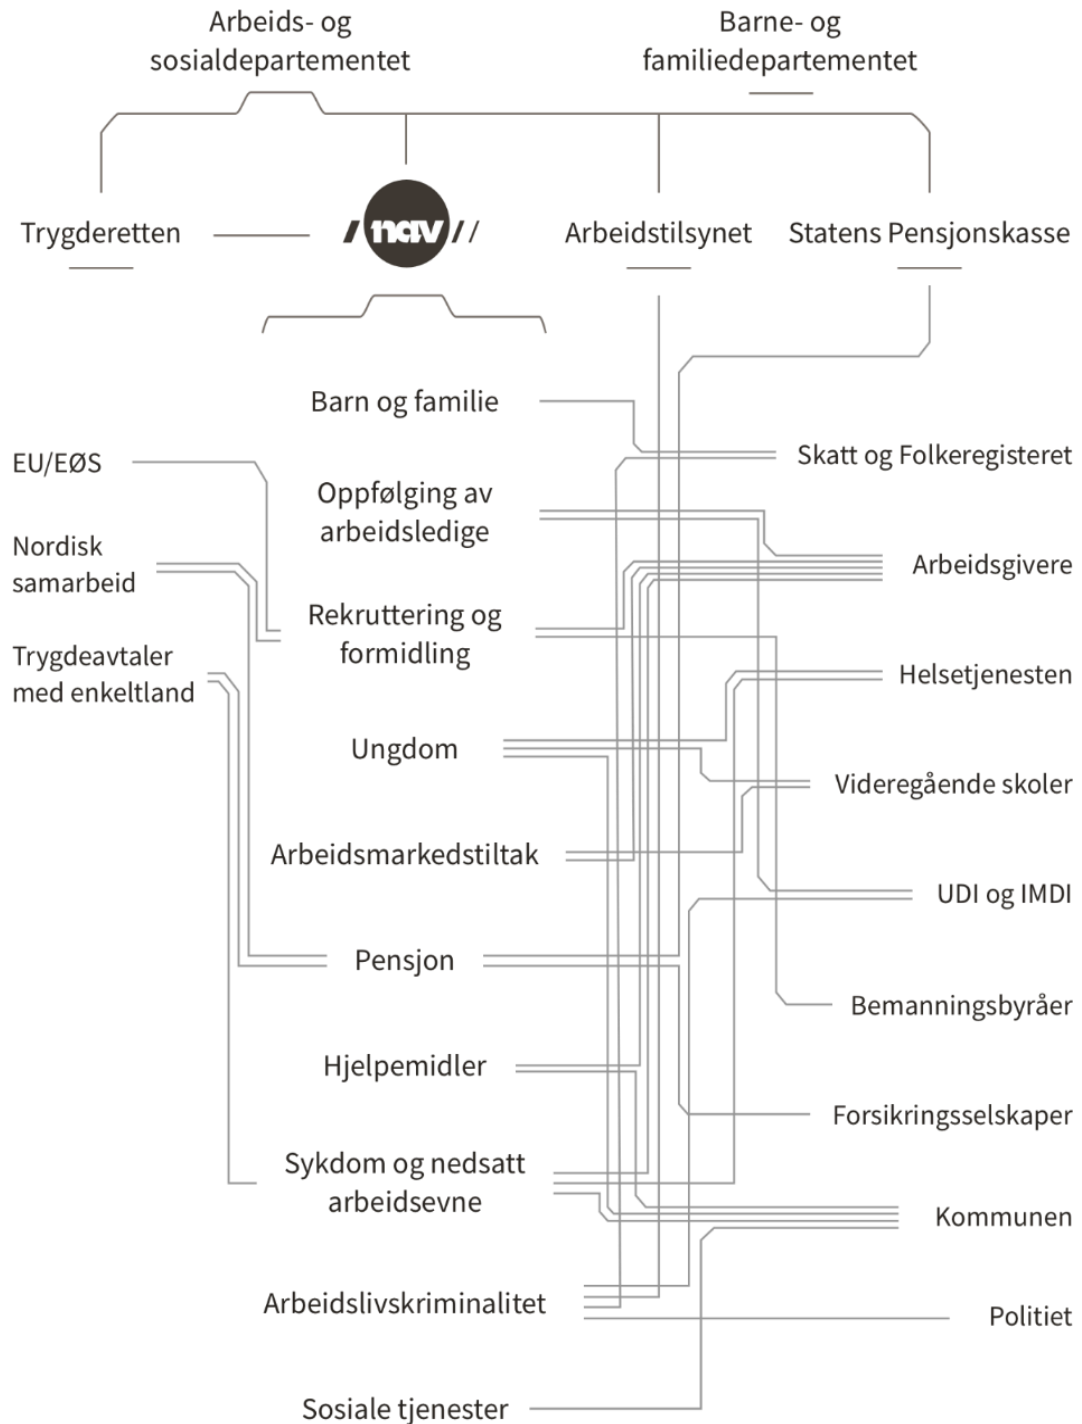 Arbeids- og
sosialdepartementet
Barne- og
familiedepartementet
Trygderetten
nav
Arbeidstilsynet
Statens Pensjonskasse
Barn og familie
Skatt og Folkeregisteret
EU/EØS
Oppfølging av
arbeidsledige
Nordisk
samarbeid
Arbeidsgivere
Rekruttering og
formidling
Trygdeavtaler
med enkeltland
Helsetjenesten
Ungdom
Videregående skoler
Arbeidsmarkedstiltak
UDI og IMDI
Pensjon
Bemanningsbyråer
Hjelpemidler
Forsikringsselskaper
Sykdom og nedsatt
arbeidsevne
Kommunen
Arbeidslivskriminalitet
Politiet
Sosiale tjenester